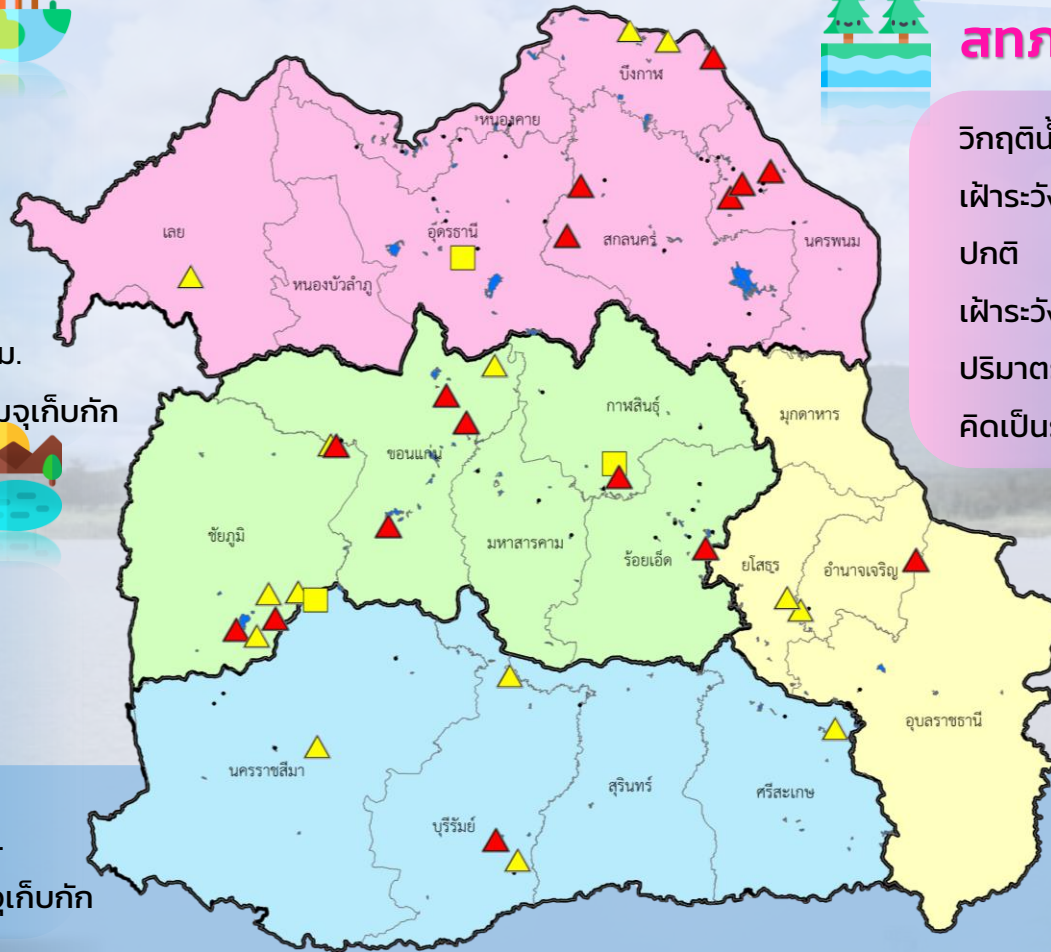 สทภ
วิกฤติน้ำ
เฝ้าระวัง
ปกติ
เฝ้าระวัง
ปริมาตร
คิดเป็น
ม.
มจุเก็บกัก
.
ุเก็บกัก
บึงกาฬ
หนองคาย
เลย
อุดรธานี
สกลนคร
นครพนม
หนองบัวลำภู
กาฬสินธุ์
มุกดาหาร
ขอนแก่น
ชัยภูมิ
มหาสารคาม
ร้อยเอ็ด
ยโสธร
อำนาจเจริญ
อุบลราชธานี
นครราชสีมา
สุรินทร์
ศรีสะเกษ
บุรีรัมย์